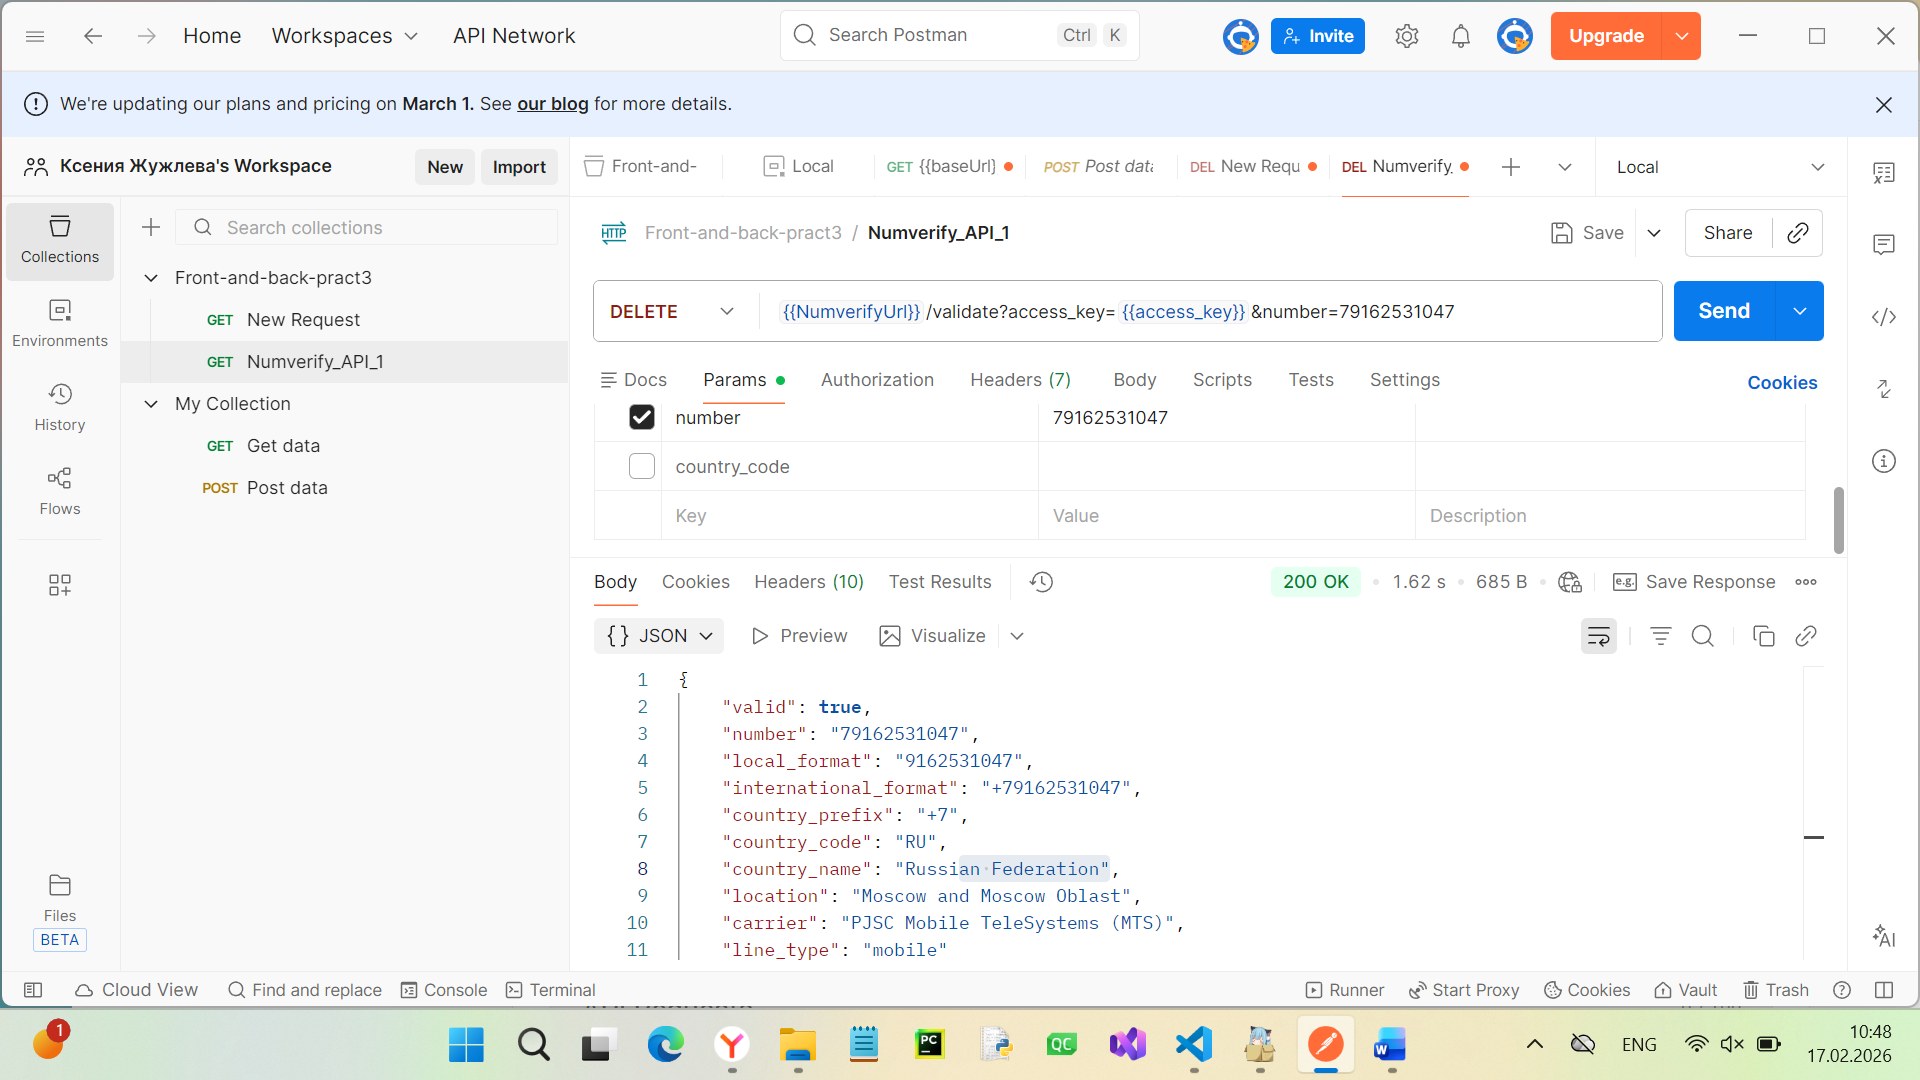 Home
Workspaces
API Network
Search Postman
Ctrl K
Invite
Upgrade
We're updating our plans and pricing on March 1. See our blog for more details.
Ксения Жужлева's Workspace
New
Import
Front-and-
Local
GET {{baseUrl}
POST Post data
DEL New Requ
DEL Numverify_
Local
Collections
Environments
History
Flows
Files
BETA
Search collections
Front-and-back-pract3
GET New Request
GET Numverify_API_1
My Collection
GET Get data
POST Post data
HTTP
Front-and-back-pract3 / Numverify_API_1
Save
Share
DELETE
{{NumverifyUrl}} /validate?access_key= {{access_key}} &number=79162531047
Send
Docs
Params
Authorization
Headers (7)
Body
Scripts
Tests
Settings
Cookies
number 79162531047
country_code
Key Value Description
Body
Cookies
Headers (10)
Test Results
200 OK
1.62 s
685 B
e.g. Save Response
{} JSON
Preview
Visualize
1 {
2 "valid": true,
3 "number": "79162531047",
4 "local_format": "9162531047",
5 "international_format": "+79162531047",
6 "country_prefix": "+7",
7 "country_code": "RU",
8 "country_name": "Russian Federation",
9 "location": "Moscow and Moscow Oblast",
10 "carrier": "PJSC Mobile TeleSystems (MTS)",
11 "line_type": "mobile"
AI
Cloud View
Find and replace
Console
Terminal
Runner
Start Proxy
Cookies
Vault
Trash
1
PC
QC
W
ENG
10:48
17.02.2026